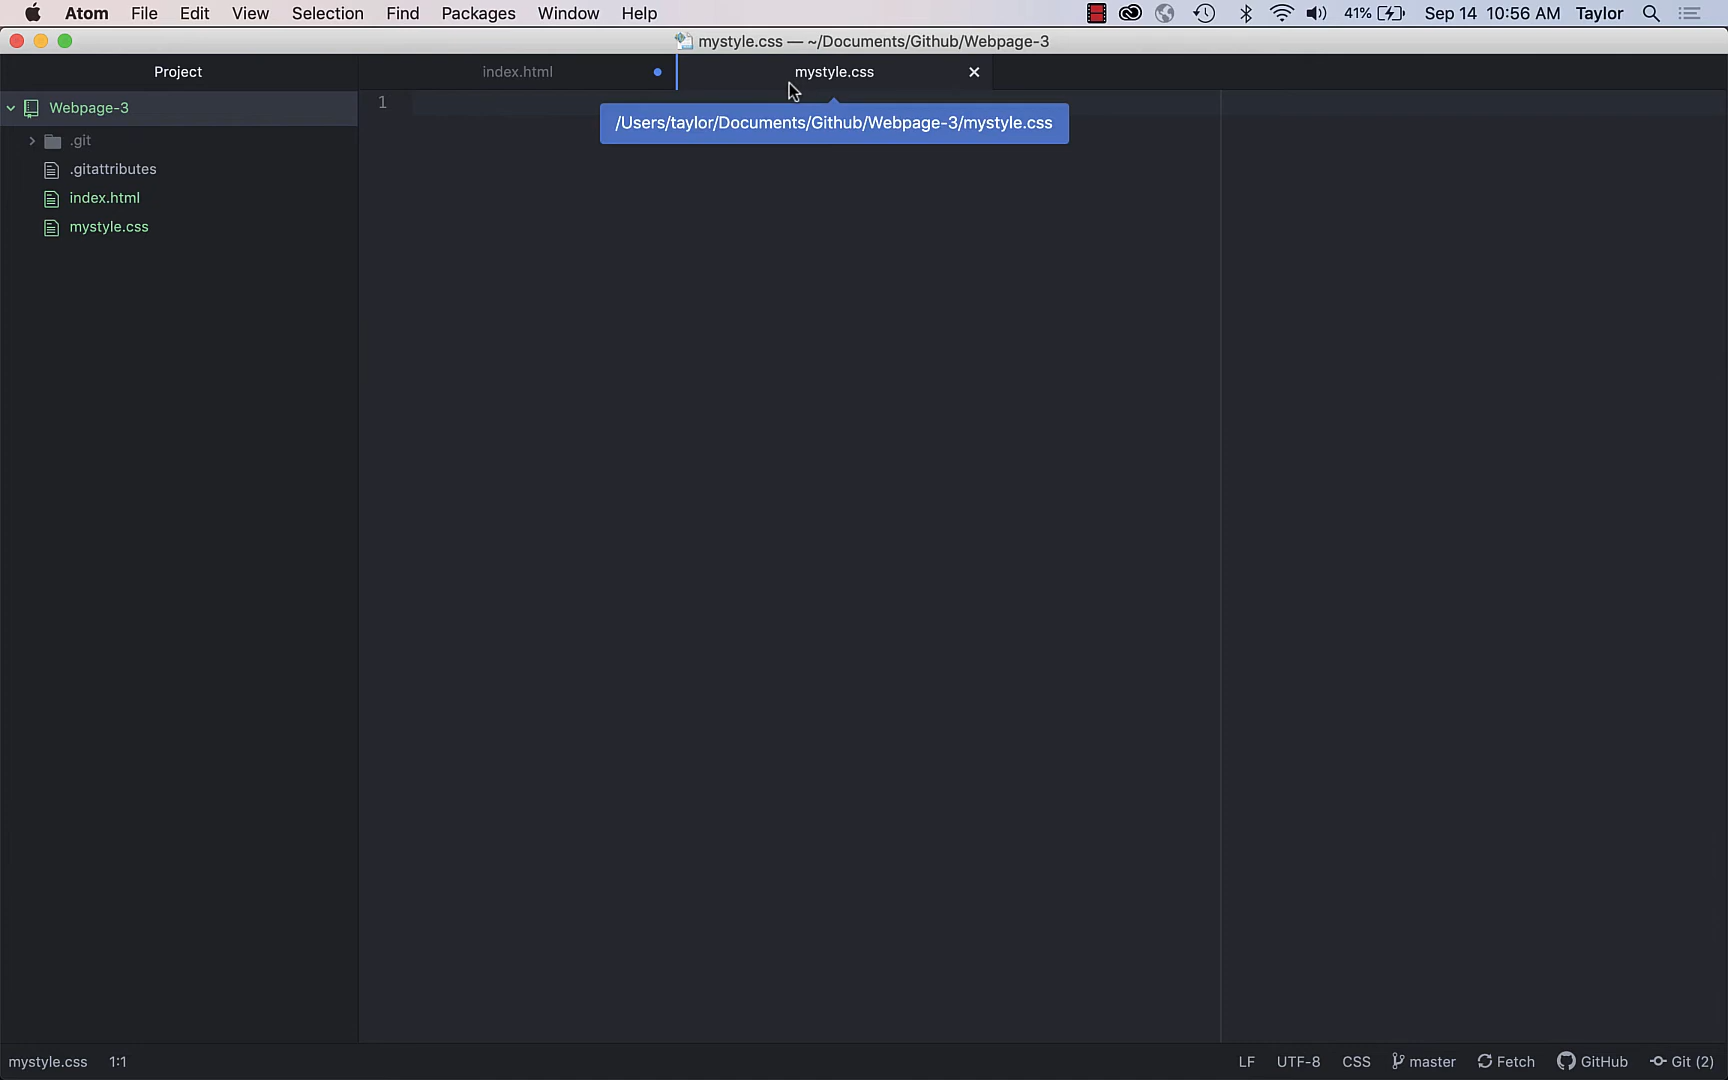 Atom File Edit View Selection Find Packages Window Help 41% Sep 14 10:56 AM Taylor
mystyle.css — ~/Documents/Github/Webpage-3
Project index.html mystyle.css
Webpage-3
1
/Users/taylor/Documents/Github/Webpage-3/mystyle.css
.git
.gitattributes
index.html
mystyle.css
mystyle.css 1:1 LF UTF-8 CSS master Fetch GitHub Git (2)